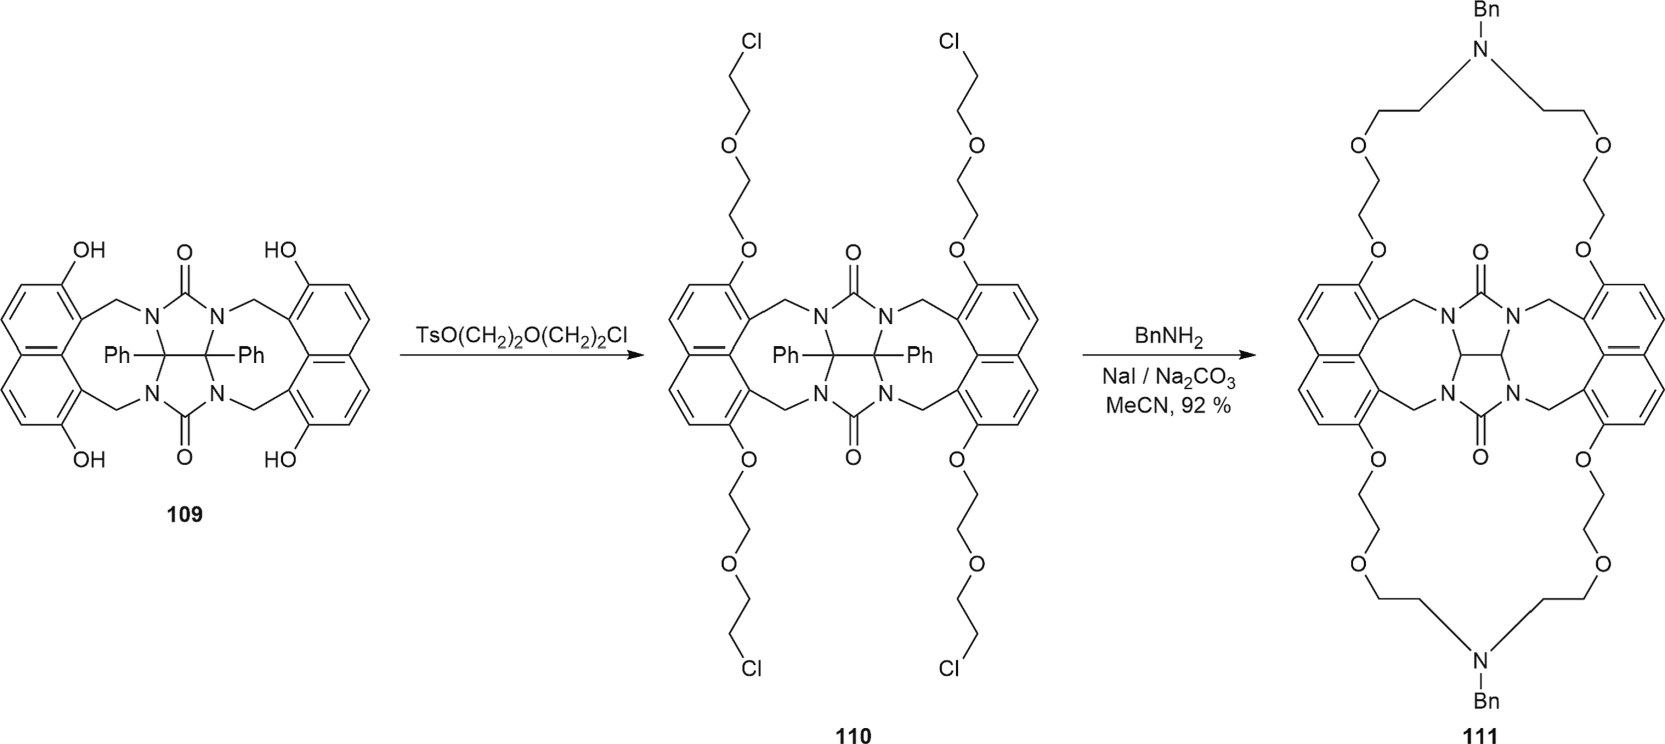 Bn
N
Cl Cl
O O O O
OH HO O O O O
O O O
N N N N N N
Ph Ph TsO(CH2)2O(CH2)2Cl Ph Ph BnNH2
NaI / Na2CO3
N N N N N N
MeCN, 92 %
O O O
OH HO O O O O
109
O O O O
Cl Cl N
Bn
110 111